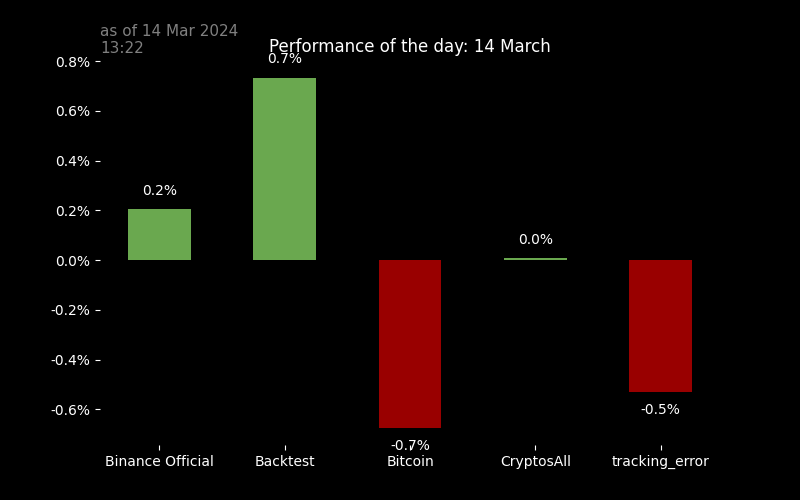 as of 14 Mar 2024
13:22
Performance of the day: 14 March
0.8%
0.6%
0.4%
0.2%
0.0%
-0.2%
-0.4%
-0.6%
0.2%
0.7%
-0.7%
0.0%
-0.5%
Binance Official
Backtest
Bitcoin
CryptosAll
tracking_error